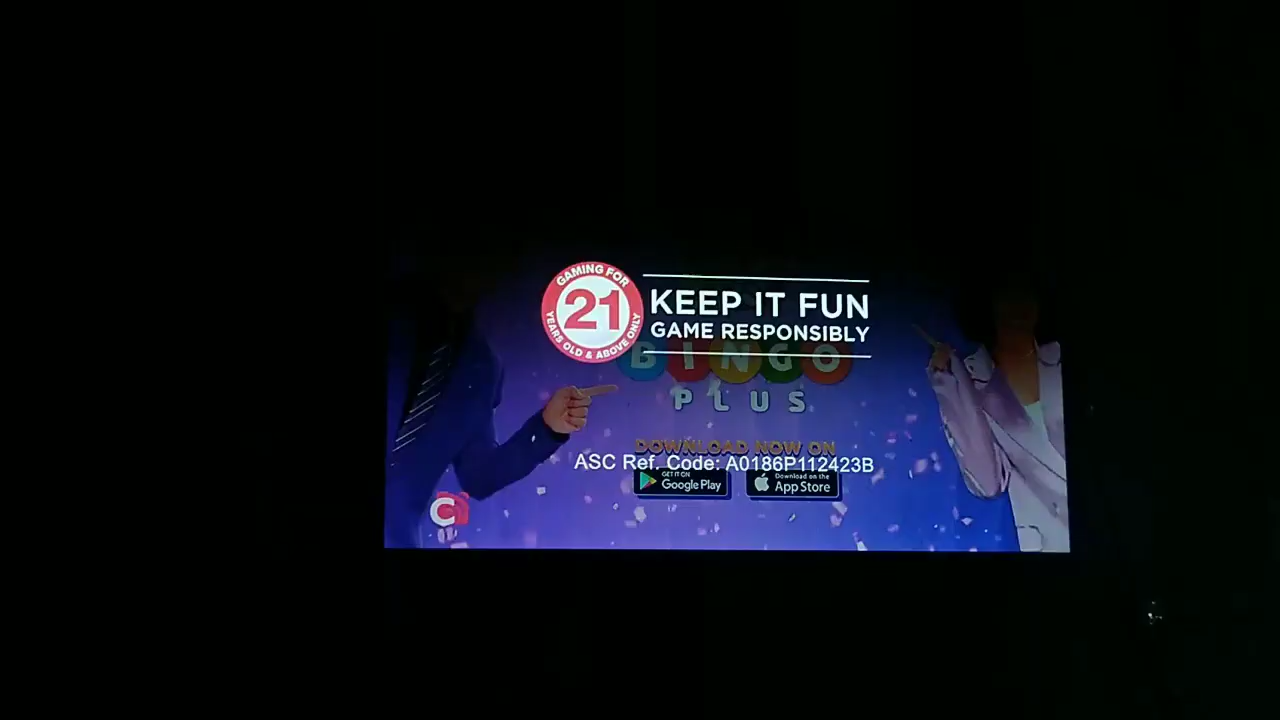 GAMING FOR
21
YEARS OLD & ABOVE ONLY
KEEP IT FUN
GAME RESPONSIBLY
BINGO
PLUS
DOWNLOAD NOW ON
ASC Ref. Code: A0186P112423B
GET IT ON
Google Play
Download on the
App Store